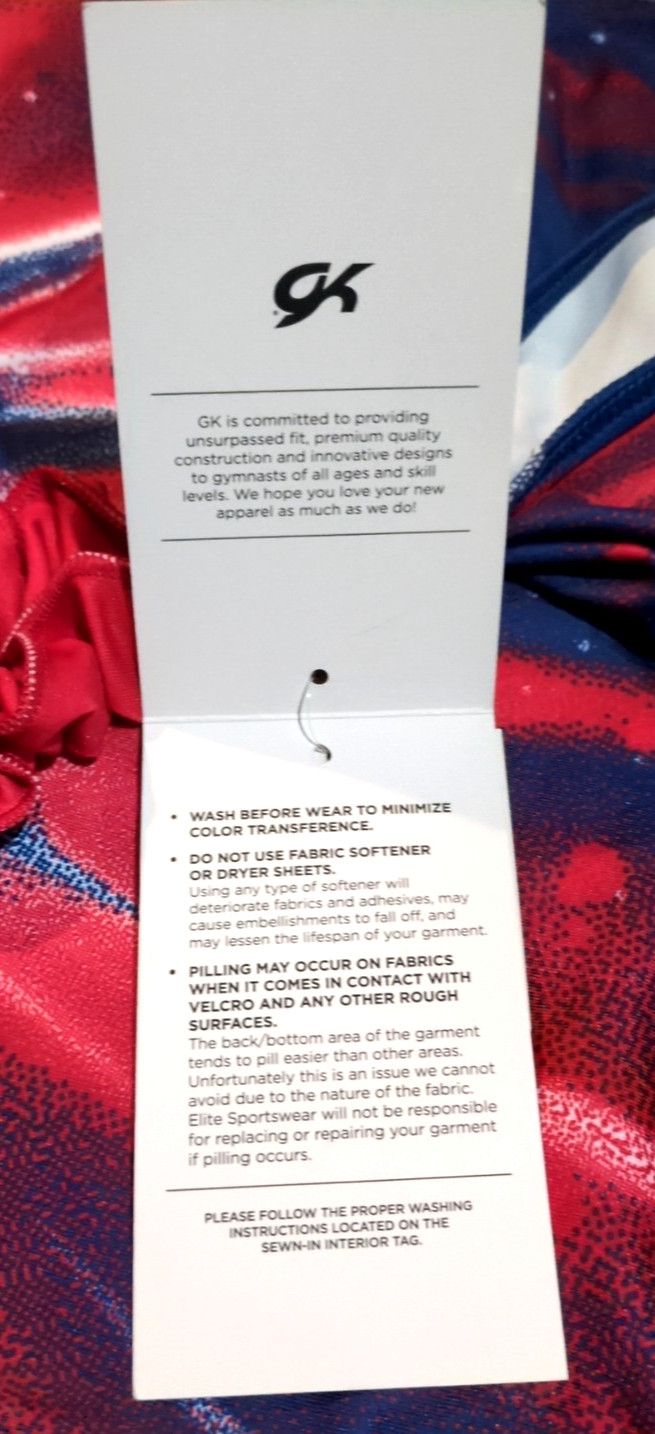 GK
GK is committed to providing
unsurpassed fit, premium quality
construction and innovative designs
to gymnasts of all ages and skill
levels. We hope you love your new
apparel as much as we do!
• WASH BEFORE WEAR TO MINIMIZE
COLOR TRANSFERENCE.
• DO NOT USE FABRIC SOFTENER
OR DRYER SHEETS.
Using any type of softener will
deteriorate fabrics and adhesives, may
cause embellishments to fall off, and
may lessen the lifespan of your garment.
• PILLING MAY OCCUR ON FABRICS
WHEN IT COMES IN CONTACT WITH
VELCRO AND ANY OTHER ROUGH
SURFACES.
The back/bottom area of the garment
tends to pill easier than other areas.
Unfortunately this is an issue we cannot
avoid due to the nature of the fabric.
Elite Sportswear will not be responsible
for replacing or repairing your garment
if pilling occurs.
PLEASE FOLLOW THE PROPER WASHING
INSTRUCTIONS LOCATED ON THE
SEWN-IN INTERIOR TAG.